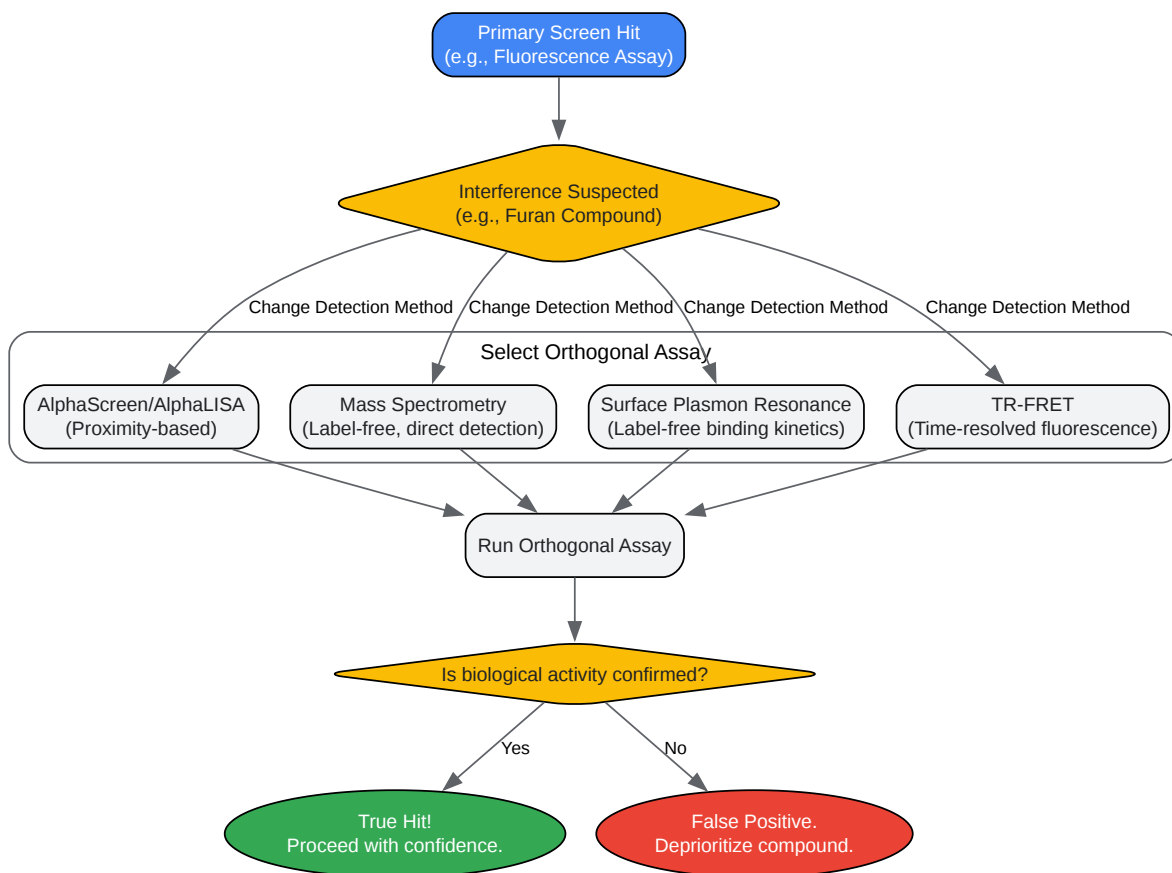 Primary Screen Hit
(e.g., Fluorescence Assay)
Interference Suspected
(e.g., Furan Compound)
Change Detection Method
Change Detection Method
Change Detection Method
Change Detection Method
Select Orthogonal Assay
AlphaScreen/AlphaLISA
(Proximity-based)
Mass Spectrometry
(Label-free, direct detection)
Surface Plasmon Resonance
(Label-free binding kinetics)
TR-FRET
(Time-resolved fluorescence)
Run Orthogonal Assay
Is biological activity confirmed?
Yes
No
True Hit!
Proceed with confidence.
False Positive.
Deprioritize compound.